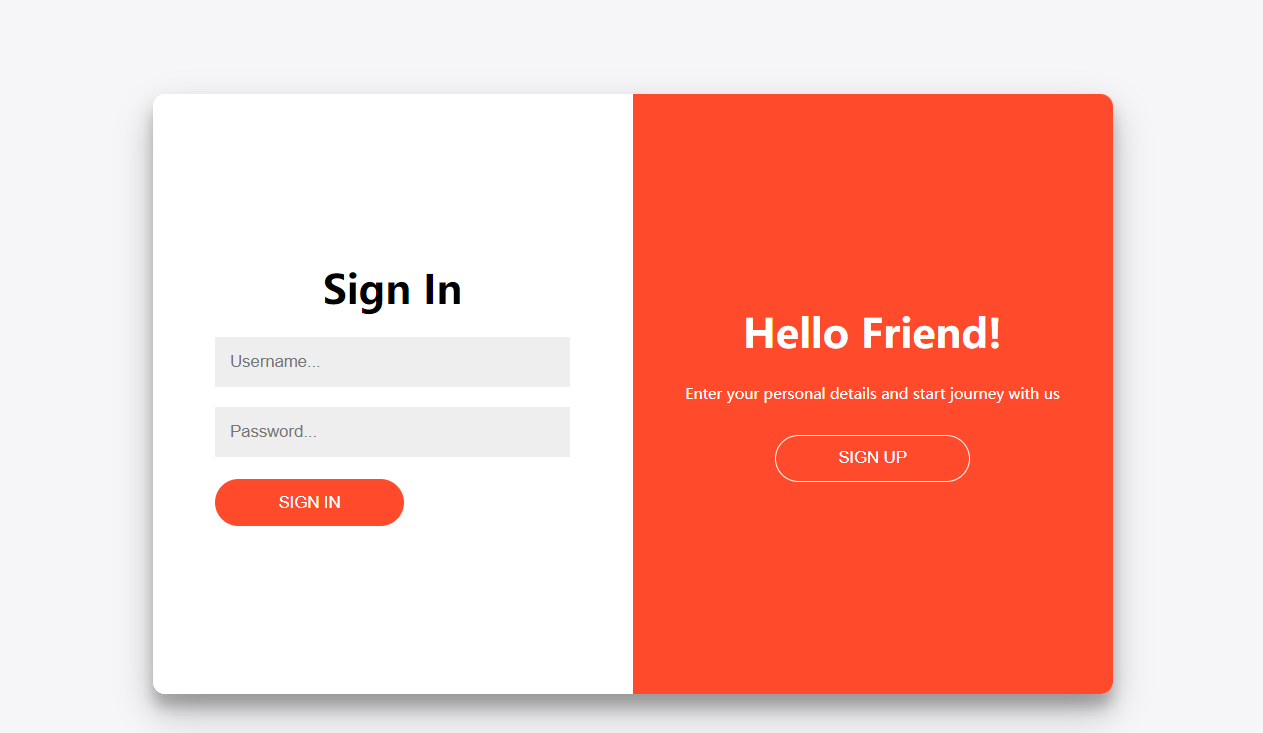 Sign In
Username...
Password...
SIGN IN
Hello Friend!
Enter your personal details and start journey with us
SIGN UP